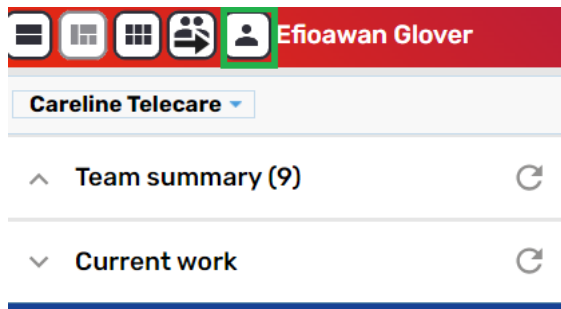 Efioawan Glover
Careline Telecare
Team summary (9)
Current work